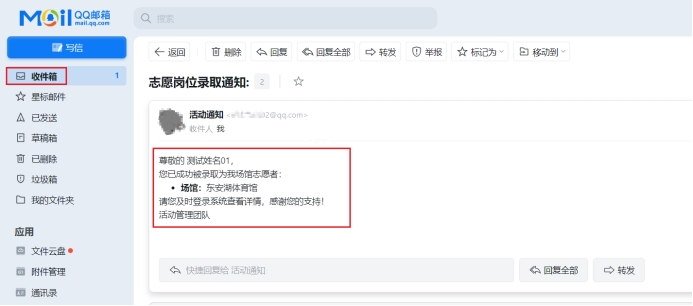 Mail QQ邮箱
mail.qq.com
搜索
写信
返回
删除
回复
回复全部
转发
举报
标记为
移动到
收件箱 1
星标邮件
已发送
草稿箱
已删除
垃圾箱
我的文件夹
应用
文件云盘
附件管理
通讯录
志愿岗位录取通知: 2
活动通知
2@qq.com>
收件人 我
尊敬的 测试姓名01，
您已成功被录取为我场馆志愿者：
• 场馆：东安湖体育馆
请您及时登录系统查看详情，感谢您的支持！
活动管理团队
快捷回复给 活动通知
回复全部
转发